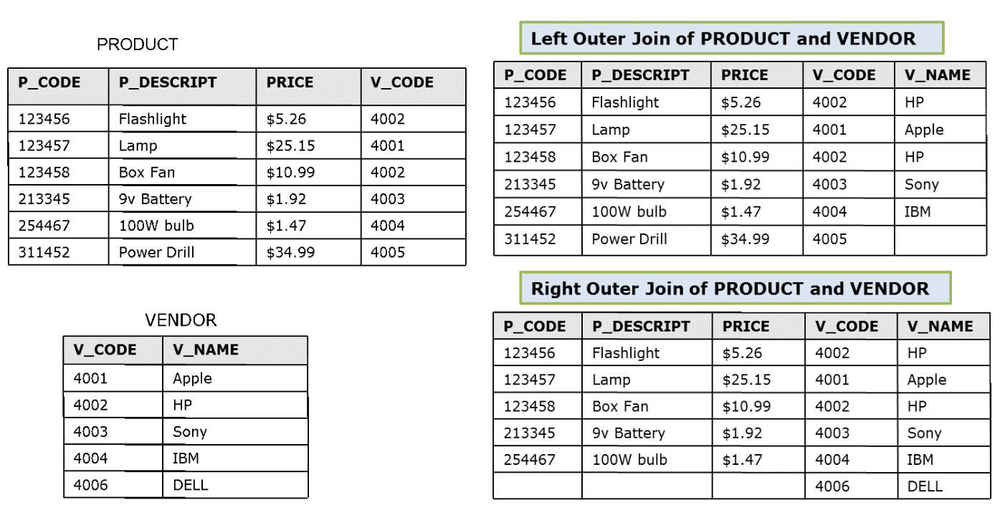 PRODUCT
P_CODE P_DESCRIPT PRICE V_CODE
123456 Flashlight $5.26 4002
123457 Lamp $25.15 4001
123458 Box Fan $10.99 4002
213345 9v Battery $1.92 4003
254467 100W bulb $1.47 4004
311452 Power Drill $34.99 4005
VENDOR
V_CODE V_NAME
4001 Apple
4002 HP
4003 Sony
4004 IBM
4006 DELL
Left Outer Join of PRODUCT and VENDOR
P_CODE P_DESCRIPT PRICE V_CODE V_NAME
123456 Flashlight $5.26 4002 HP
123457 Lamp $25.15 4001 Apple
123458 Box Fan $10.99 4002 HP
213345 9v Battery $1.92 4003 Sony
254467 100W bulb $1.47 4004 IBM
311452 Power Drill $34.99 4005
Right Outer Join of PRODUCT and VENDOR
P_CODE P_DESCRIPT PRICE V_CODE V_NAME
123456 Flashlight $5.26 4002 HP
123457 Lamp $25.15 4001 Apple
123458 Box Fan $10.99 4002 HP
213345 9v Battery $1.92 4003 Sony
254467 100W bulb $1.47 4004 IBM
4006 DELL